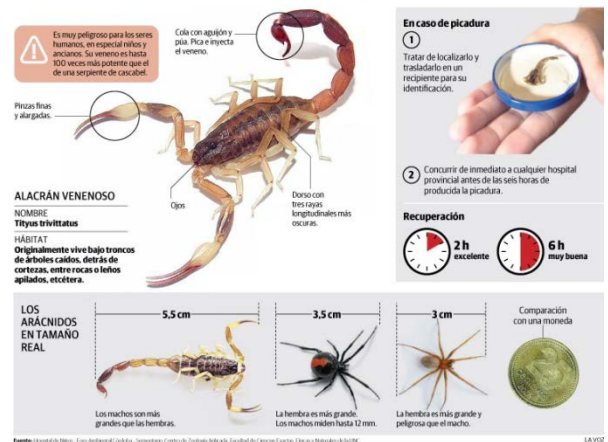 Es muy peligroso para los seres
humanos, en especial niños y
ancianos. Su veneno es hasta
100 veces más potente que el
de una serpiente de cascabel.
Cola con aguijón y
púa. Pica e inyecta
el veneno.
Pinzas finas
y alargadas.
Ojos
Dorso con
tres rayas
longitudinales más
oscuras.
ALACRÁN VENENOSO
NOMBRE
Tityus trivittatus
HÁBITAT
Originalmente vive bajo troncos
de árboles caídos, detrás de
cortezas, entre rocas o leños
apilados, etcétera.
En caso de picadura
1
Tratar de localizarlo y
trasladarlo en un
recipiente para su
identificación.
2
Concurrir de inmediato a cualquier hospital
provincial antes de las seis horas de
producida la picadura.
Recuperación
2 h
excelente
6 h
muy buena
LOS
ARÁCNIDOS
EN TAMAÑO
REAL
5,5 cm
Los machos son más
grandes que las hembras.
3,5 cm
La hembra es más grande.
Los machos miden hasta 12 mm.
3 cm
La hembra es más grande y
peligrosa que el macho.
Comparación
con una moneda
LA VOZ